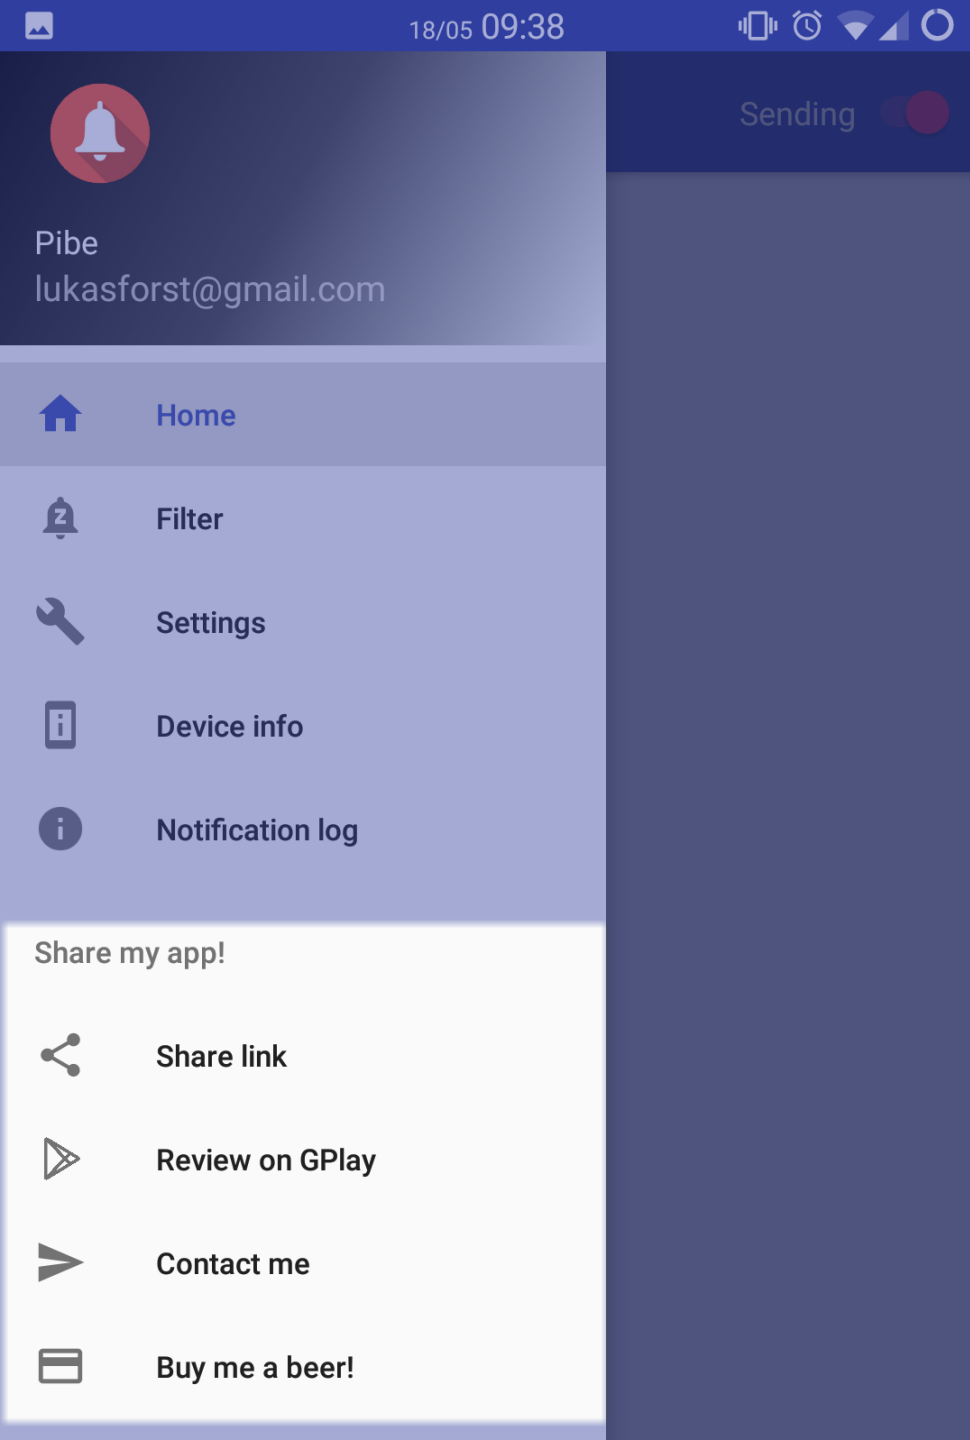 18/05 09:38
Sending
Pibe
lukasforst@gmail.com
Home
Filter
Settings
Device info
Notification log
Share my app!
Share link
Review on GPlay
Contact me
Buy me a beer!